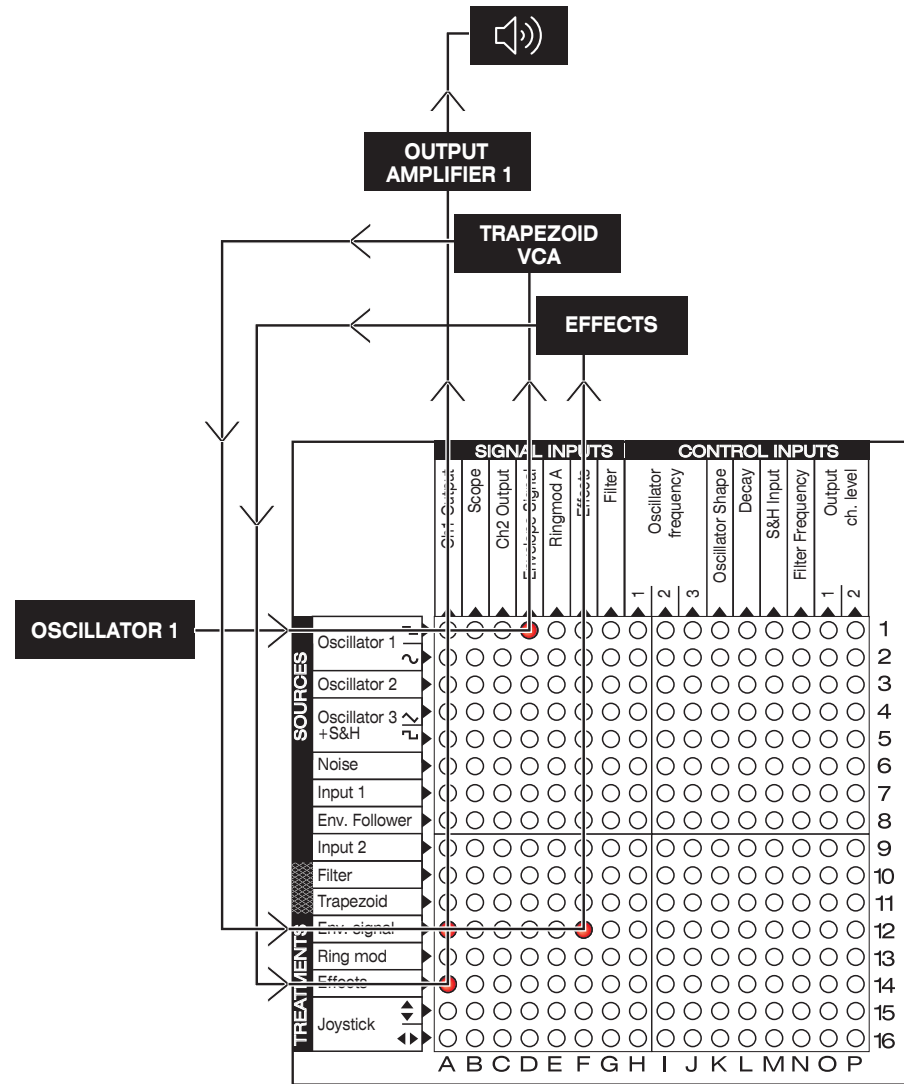 OUTPUT
AMPLIFIER 1
TRAPEZOID
VCA
EFFECTS
SIGNAL INPUTS
CONTROL INPUTS
Ch1 Output
Scope
Ch2 Output
Envelope Signal
Ringmod A
Effects
Filter
Oscillator
frequency
1
2
3
Oscillator Shape
Decay
S&H Input
Filter Frequency
Output
ch. level
1
2
OSCILLATOR 1
SOURCES
Oscillator 1
Oscillator 2
Oscillator 3
+S&H
Noise
Input 1
Env. Follower
Input 2
Filter
Trapezoid
TREATMENTS
Env. signal
Ring mod
Effects
Joystick
1
2
3
4
5
6
7
8
9
10
11
12
13
14
15
16
A B C D E F G H I J K L M N O P